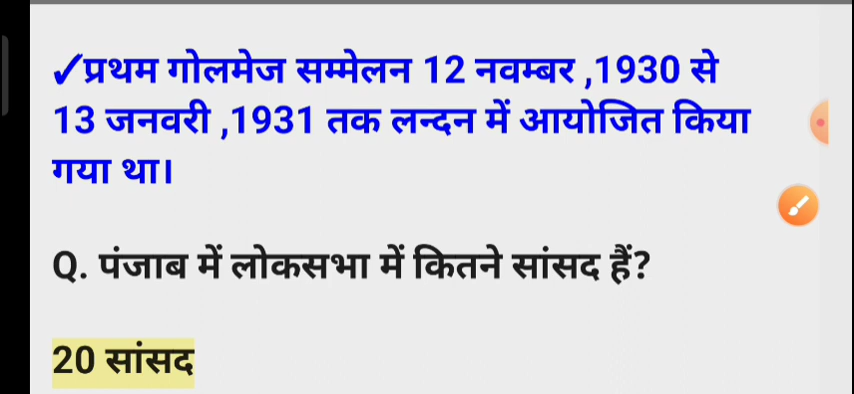 ✓प्रथम गोलमेज सम्मेलन 12 नवम्बर ,1930 से
13 जनवरी ,1931 तक लन्दन में आयोजित किया
गया था।
Q. पंजाब में लोकसभा में कितने सांसद हैं?
20 सांसद